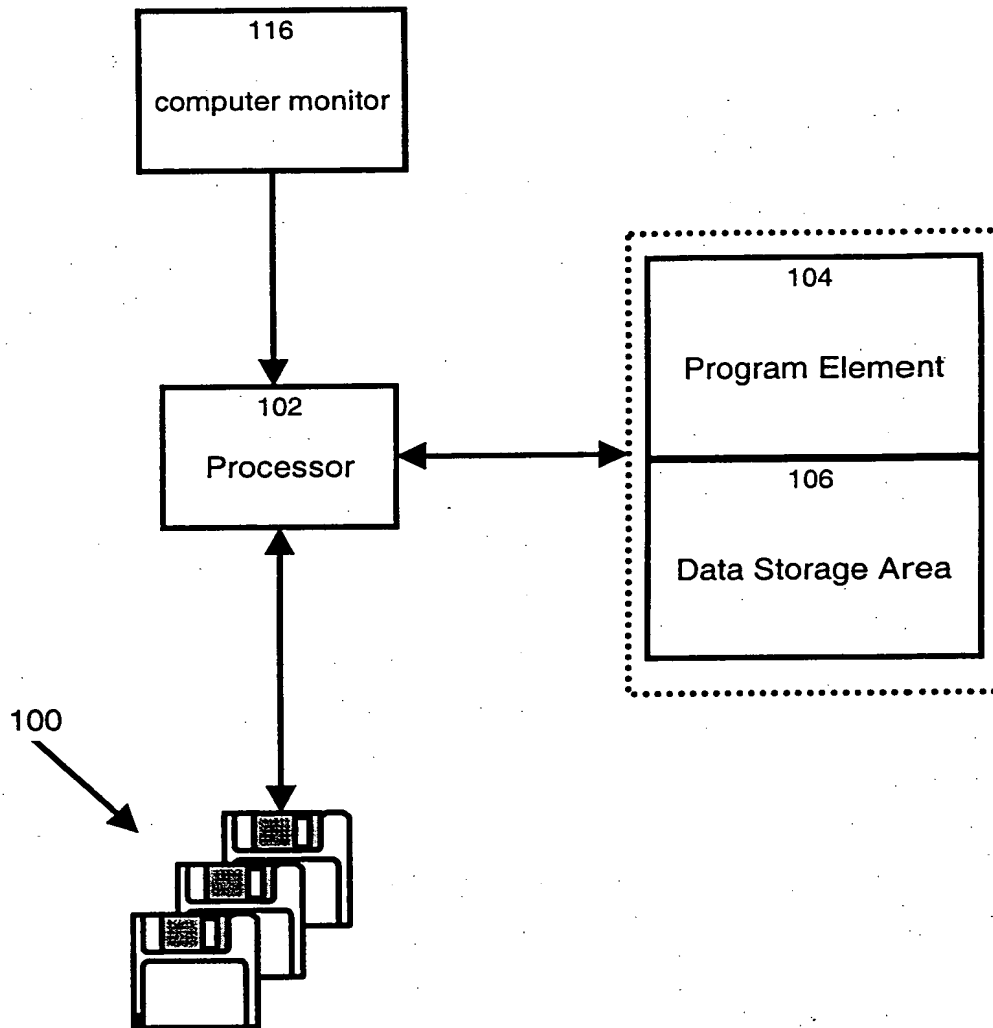 116
computer monitor
104
Program Element
102
Processor
106
Data Storage Area
100